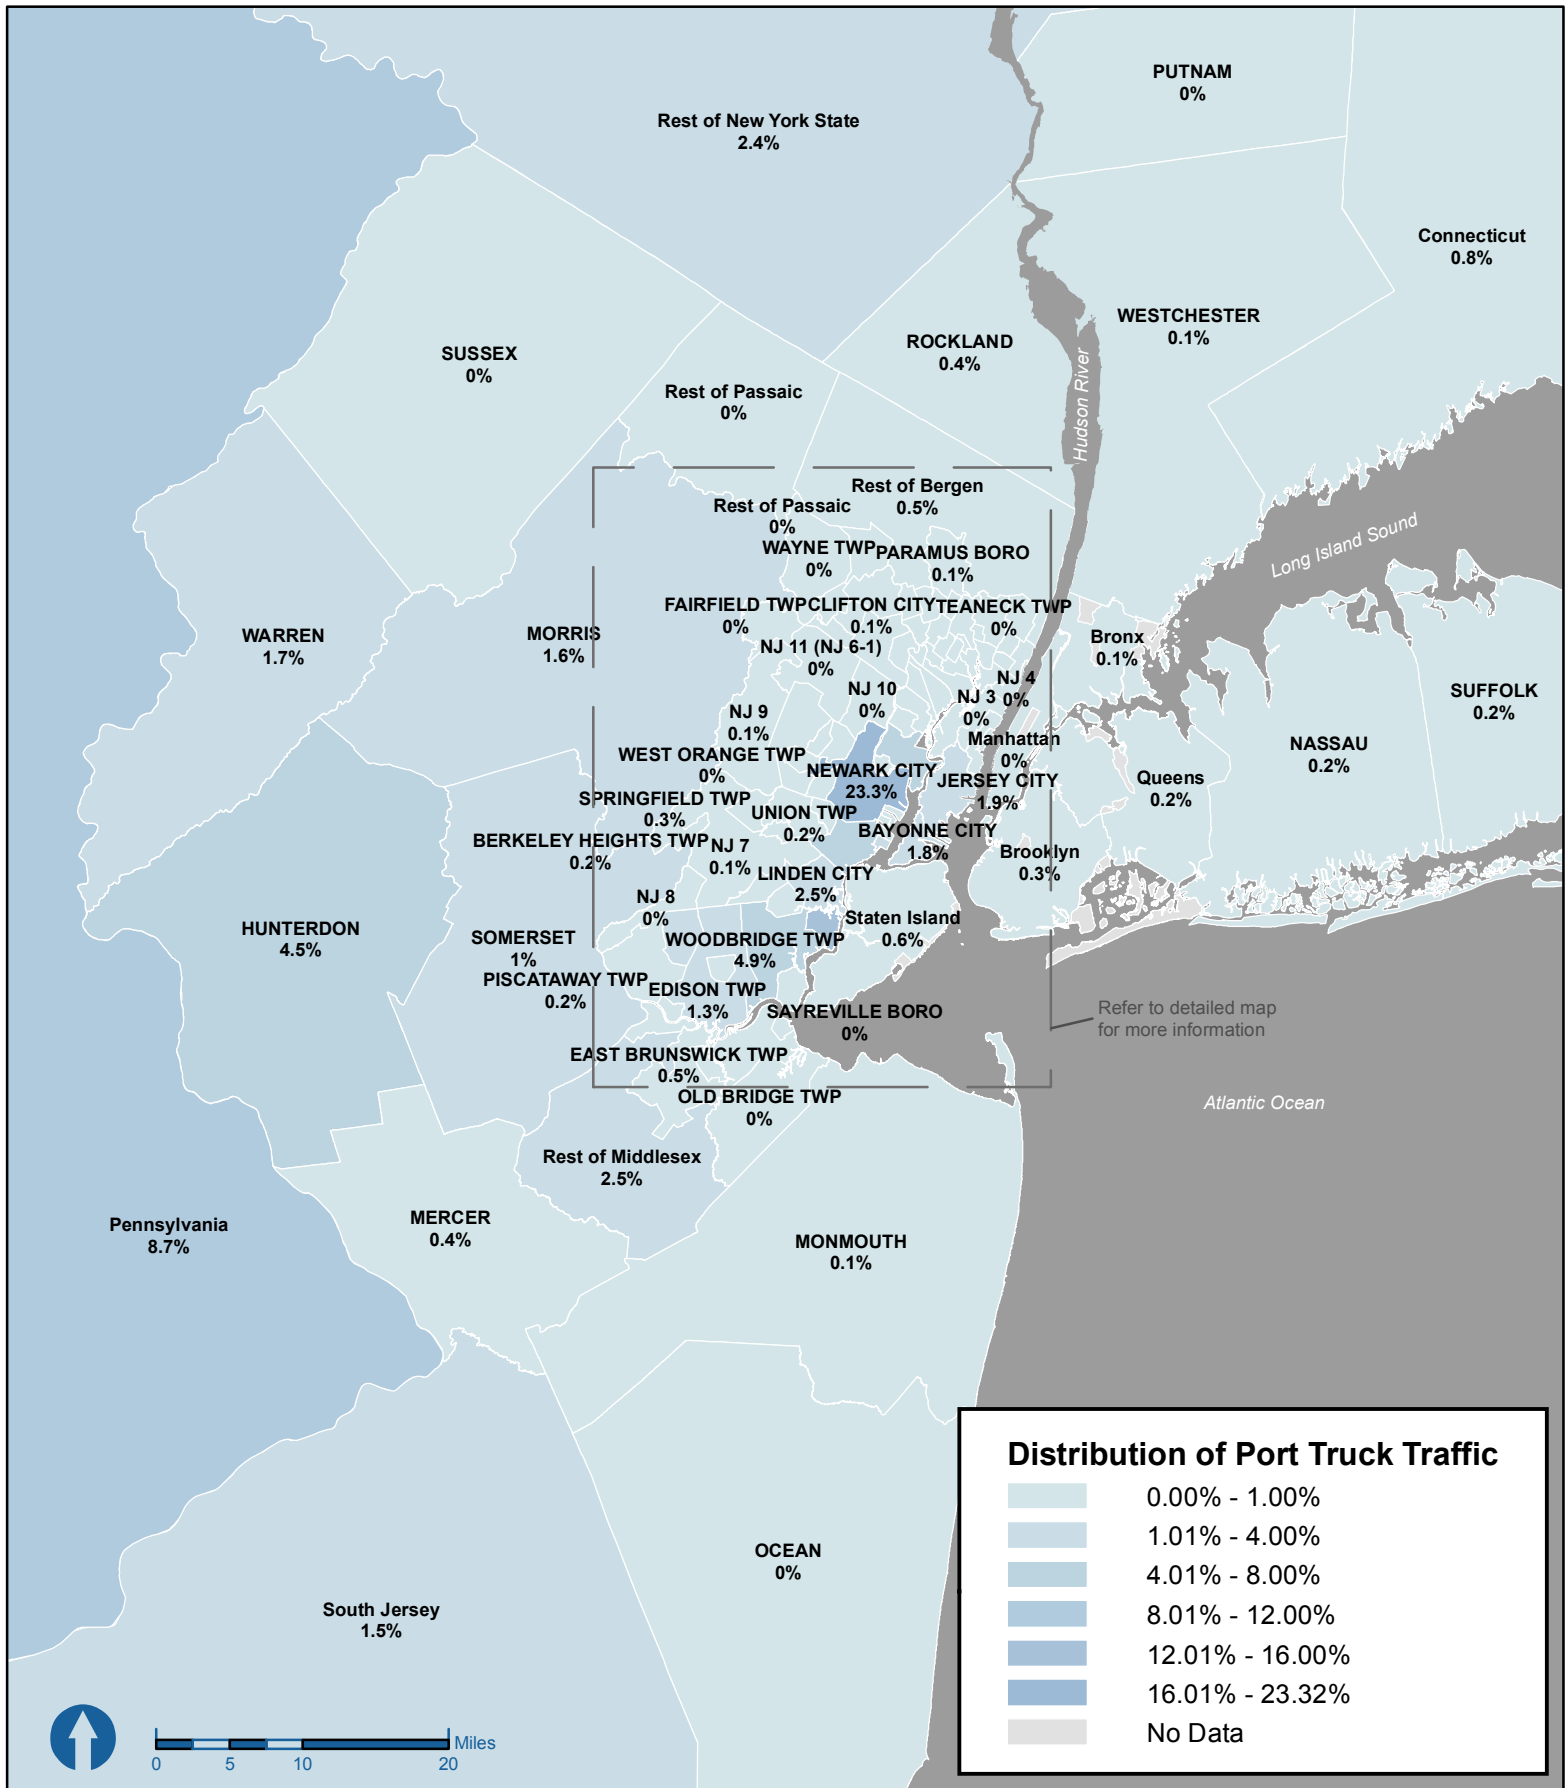 PUTNAM
0%
Rest of New York State
2.4%
Connecticut
0.8%
WESTCHESTER
0.1%
ROCKLAND
0.4%
SUSSEX
0%
Hudson River
Rest of Passaic
0%
Rest of Bergen
0.5%
Rest of Passaic
0%
Long Island Sound
WAYNE TWP
0%
PARAMUS BORO
0.1%
FAIRFIELD TWP
0%
CLIFTON CITY
0.1%
TEANECK TWP
0%
WARREN
1.7%
MORRIS
1.6%
NJ 11 (NJ 6-1)
0%
Bronx
0.1%
NJ 4
0%
NJ 10
0%
NJ 3
0%
SUFFOLK
0.2%
NJ 9
0.1%
Manhattan
0%
NASSAU
0.2%
WEST ORANGE TWP
0%
NEWARK CITY
23.3%
JERSEY CITY
1.9%
Queens
0.2%
SPRINGFIELD TWP
0.3%
UNION TWP
0.2%
BAYONNE CITY
1.8%
BERKELEY HEIGHTS TWP
0.2%
NJ 7
0.1%
Brooklyn
0.3%
LINDEN CITY
2.5%
NJ 8
0%
Staten Island
0.6%
HUNTERDON
4.5%
SOMERSET
1%
WOODBRIDGE TWP
4.9%
PISCATAWAY TWP
0.2%
EDISON TWP
1.3%
SAYREVILLE BORO
0%
Refer to detailed map
for more information
EAST BRUNSWICK TWP
0.5%
OLD BRIDGE TWP
0%
Atlantic Ocean
Rest of Middlesex
2.5%
Pennsylvania
8.7%
MERCER
0.4%
MONMOUTH
0.1%
OCEAN
0%
South Jersey
1.5%
Distribution of Port Truck Traffic
0.00% - 1.00%
1.01% - 4.00%
4.01% - 8.00%
8.01% - 12.00%
12.01% - 16.00%
16.01% - 23.32%
No Data
Miles
0 5 10 20